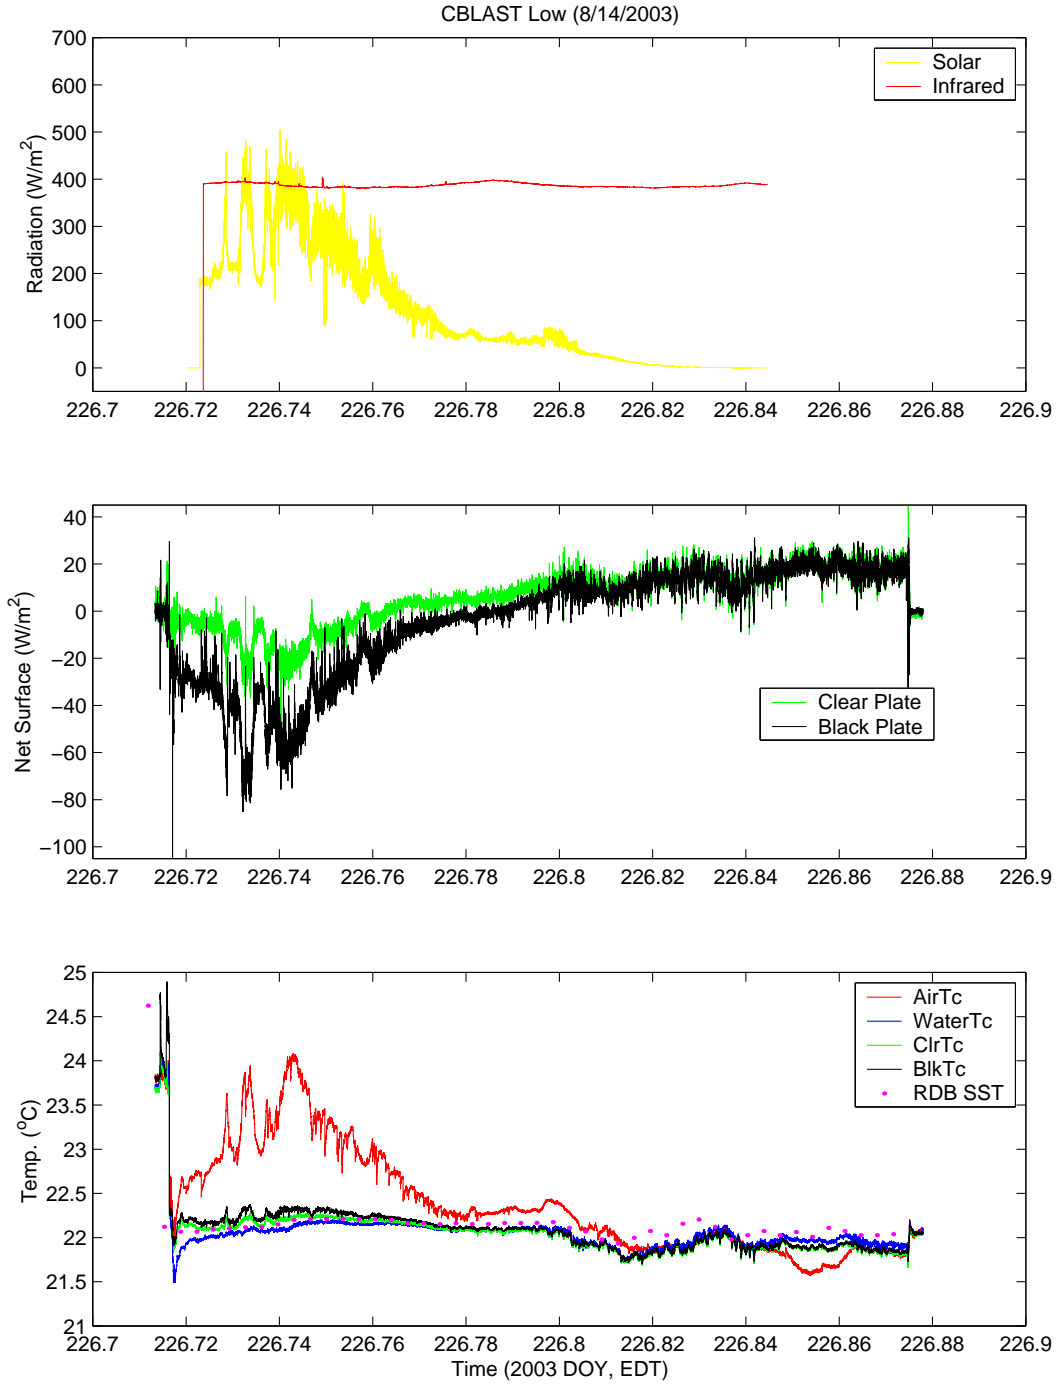 CBLAST Low (8/14/2003)
700
600
500
400
300
200
100
0
Radiation (W/m2)
Solar
Infrared
226.7 226.72 226.74 226.76 226.78 226.8 226.82 226.84 226.86 226.88 226.9
40
20
0
−20
−40
−60
−80
−100
Net Surface (W/m2)
Clear Plate
Black Plate
226.7 226.72 226.74 226.76 226.78 226.8 226.82 226.84 226.86 226.88 226.9
25
24.5
24
23.5
23
22.5
22
21.5
21
Temp. (oC)
AirTc
WaterTc
ClrTc
BlkTc
RDB SST
226.7 226.72 226.74 226.76 226.78 226.8 226.82 226.84 226.86 226.88 226.9
Time (2003 DOY, EDT)